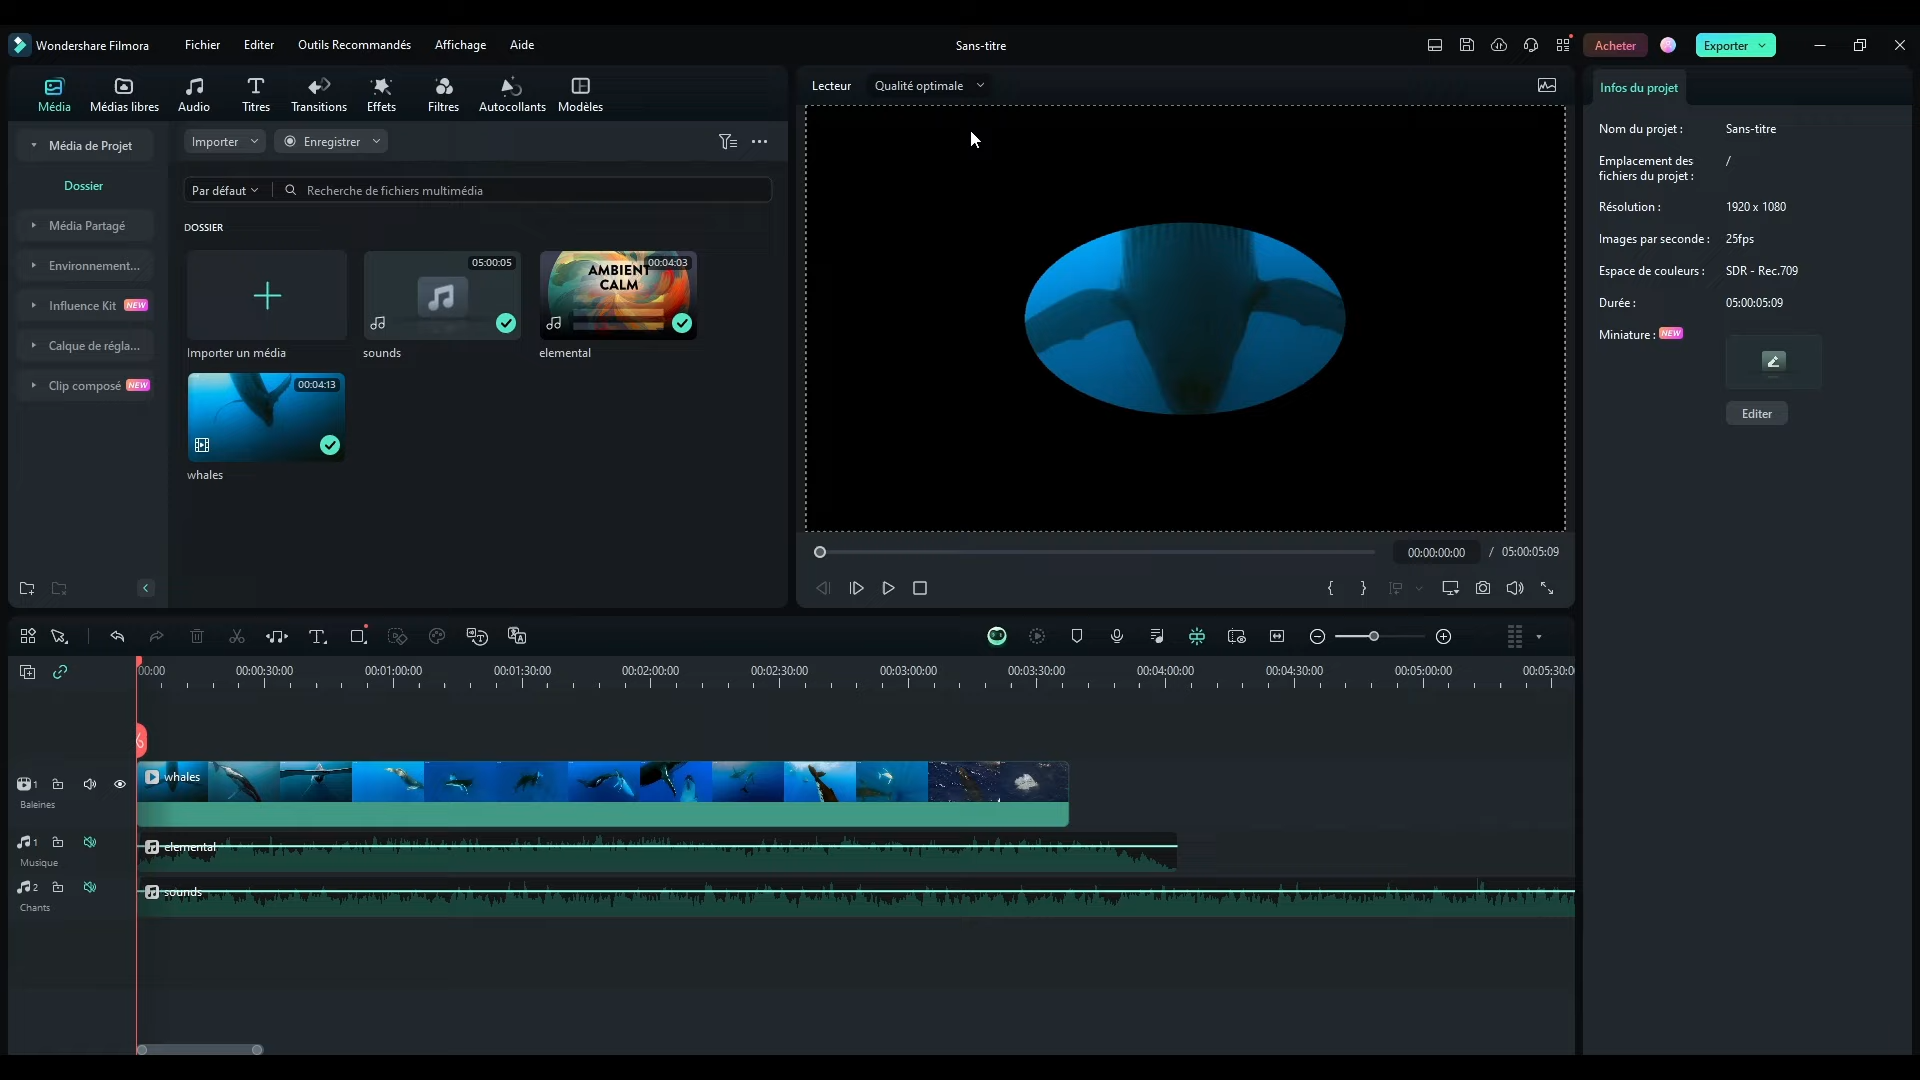 Wondershare Filmora
Fichier
Editer
Outils Recommandés
Affichage
Aide
Sans-titre
Acheter
Exporter
Média
Médias libres
Audio
Titres
Transitions
Effets
Filtres
Autocollants
Modèles
Lecteur
Qualité optimale
Infos du projet
Média de Projet
Dossier
Média Partagé
Environnement...
Influence Kit NEW
Calque de régla...
Clip composé NEW
Importer
Enregistrer
Par défaut
Recherche de fichiers multimédia
DOSSIER
Importer un média
05:00:05
sounds
AMBIENT
CALM
00:04:03
elemental
00:04:13
whales
00:00:00:00 / 05:00:05:09
Nom du projet : Sans-titre
Emplacement des
fichiers du projet : /
Résolution : 1920 x 1080
Images par seconde : 25fps
Espace de couleurs : SDR - Rec.709
Durée : 05:00:05:09
Miniature : NEW
Editer
00:00
00:00:30:00
00:01:00:00
00:01:30:00
00:02:00:00
00:02:30:00
00:03:00:00
00:03:30:00
00:04:00:00
00:04:30:00
00:05:00:00
00:05:30:0
whales
1
Baleines
elemental
1
Musique
sounds
2
Chants